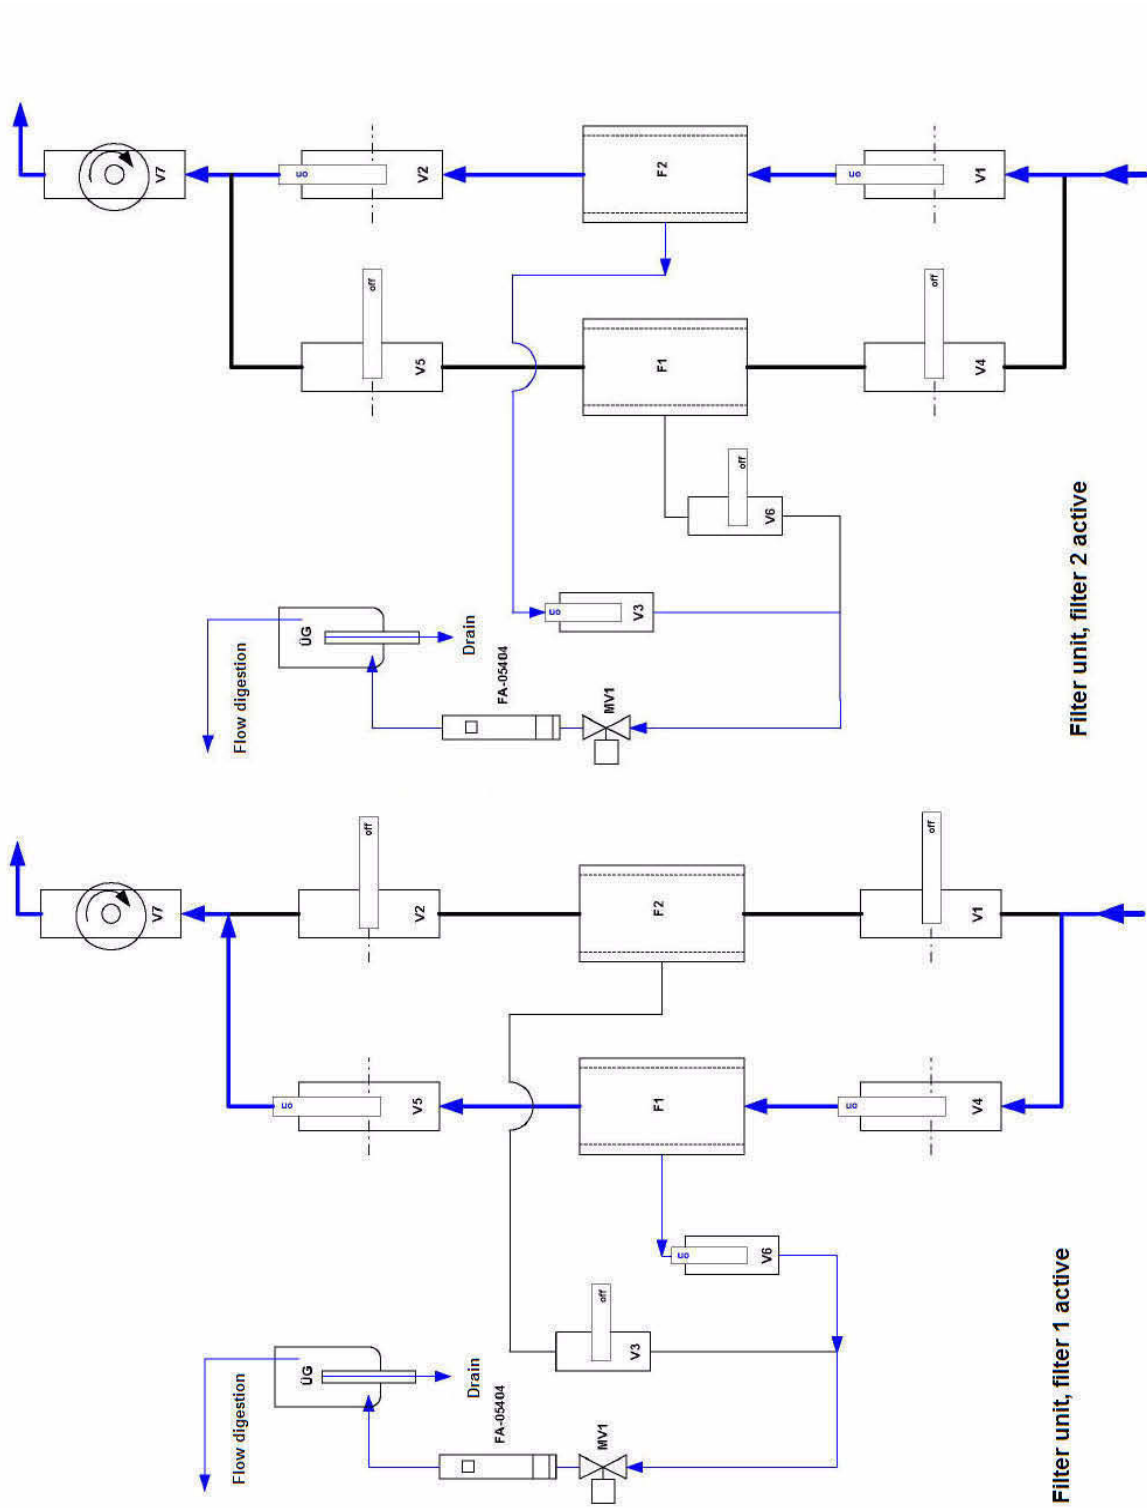 V7
Flow digestion
on
ÜG
off
V5
V2
Drain
FA-05404
MV1
off
V3
F1
F2
on
V6
on
off
V4
V1
Filter unit, filter 1 active
V7
Flow digestion
on
ÜG
off
V5
V2
Drain
FA-05404
on
MV1
V3
F1
F2
off
V6
on
off
V4
V1
Filter unit, filter 2 active